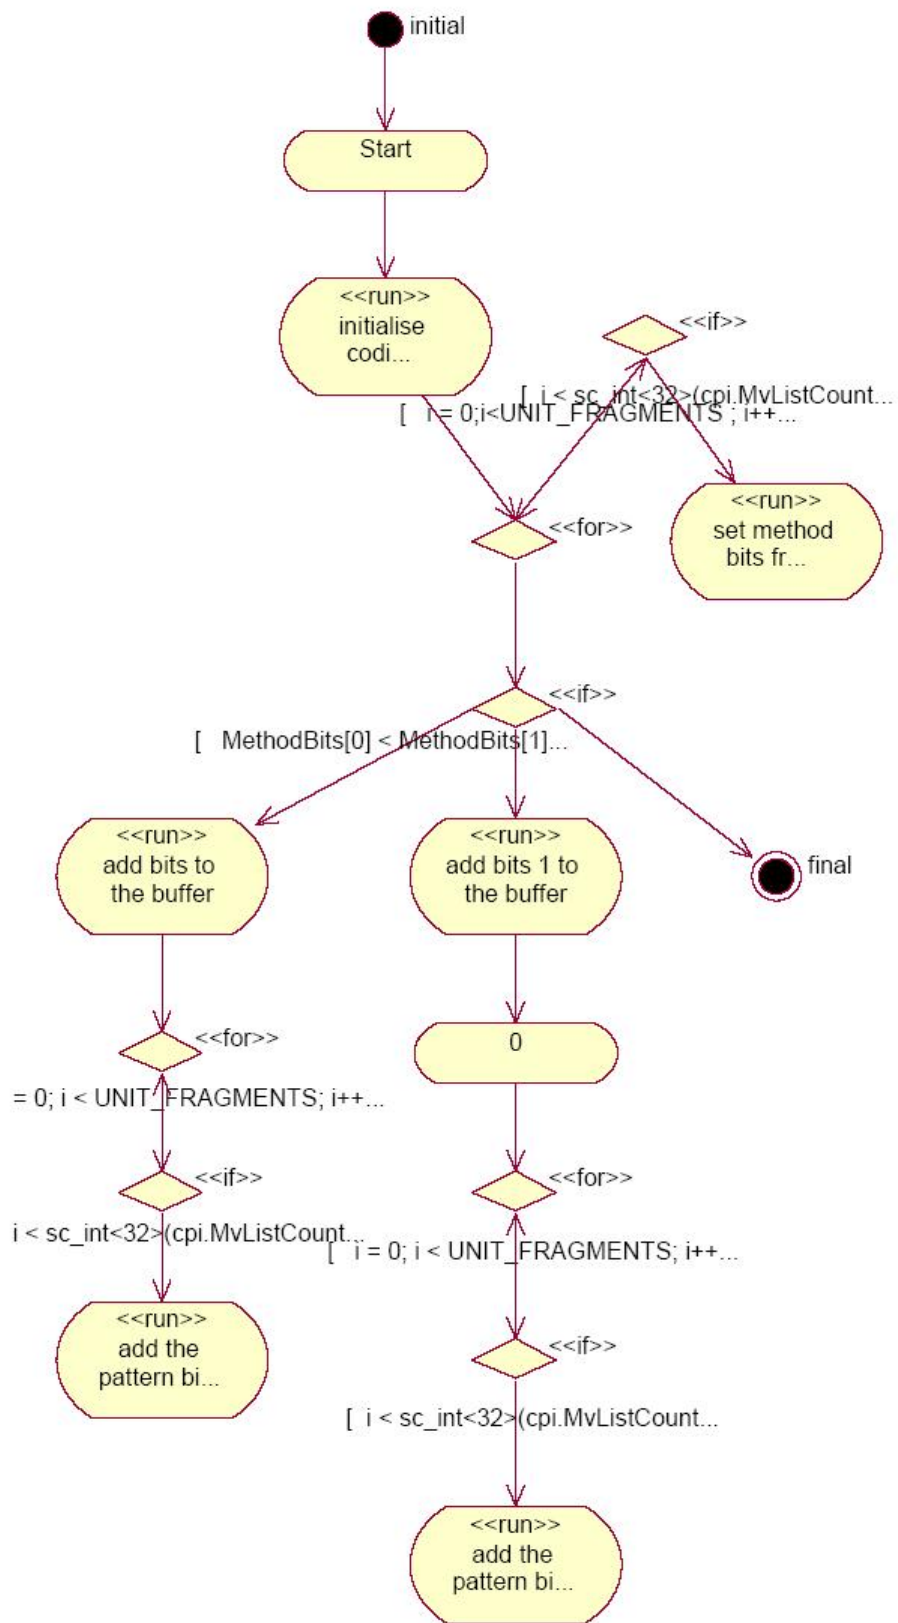 initial
Start
<<run>>
initialise
codi...
<<if>>
[ i < sc_int<32>(cpi.MvListCount...
[ i = 0;i<UNIT_FRAGMENTS ; i++...
<<run>>
set method
bits fr...
<<for>>
<<if>>
[ MethodBits[0] < MethodBits[1]...
<<run>>
add bits to
the buffer
<<run>>
add bits 1 to
the buffer
final
<<for>>
= 0; i < UNIT_FRAGMENTS; i++...
0
<<if>>
i < sc_int<32>(cpi.MvListCount...
<<for>>
[ i = 0; i < UNIT_FRAGMENTS; i++...
<<run>>
add the
pattern bi...
<<if>>
[ i < sc_int<32>(cpi.MvListCount...
<<run>>
add the
pattern bi...